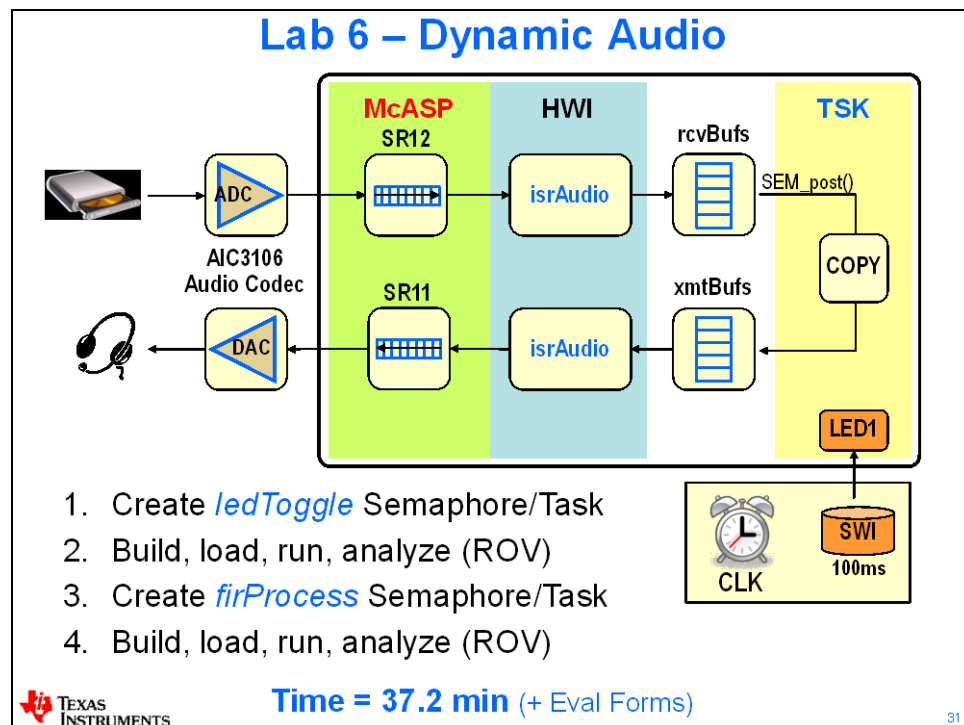 Lab 6 – Dynamic Audio
McASP
HWI
rcvBufs
TSK
SR12
SEM_post()
ADC
isrAudio
COPY
AIC3106
Audio Codec
SR11
xmtBufs
DAC
isrAudio
LED1
1. Create ledToggle Semaphore/Task
2. Build, load, run, analyze (ROV)
3. Create firProcess Semaphore/Task
4. Build, load, run, analyze (ROV)
CLK
SWI
100ms
TEXAS
INSTRUMENTS
Time = 37.2 min (+ Eval Forms)
31